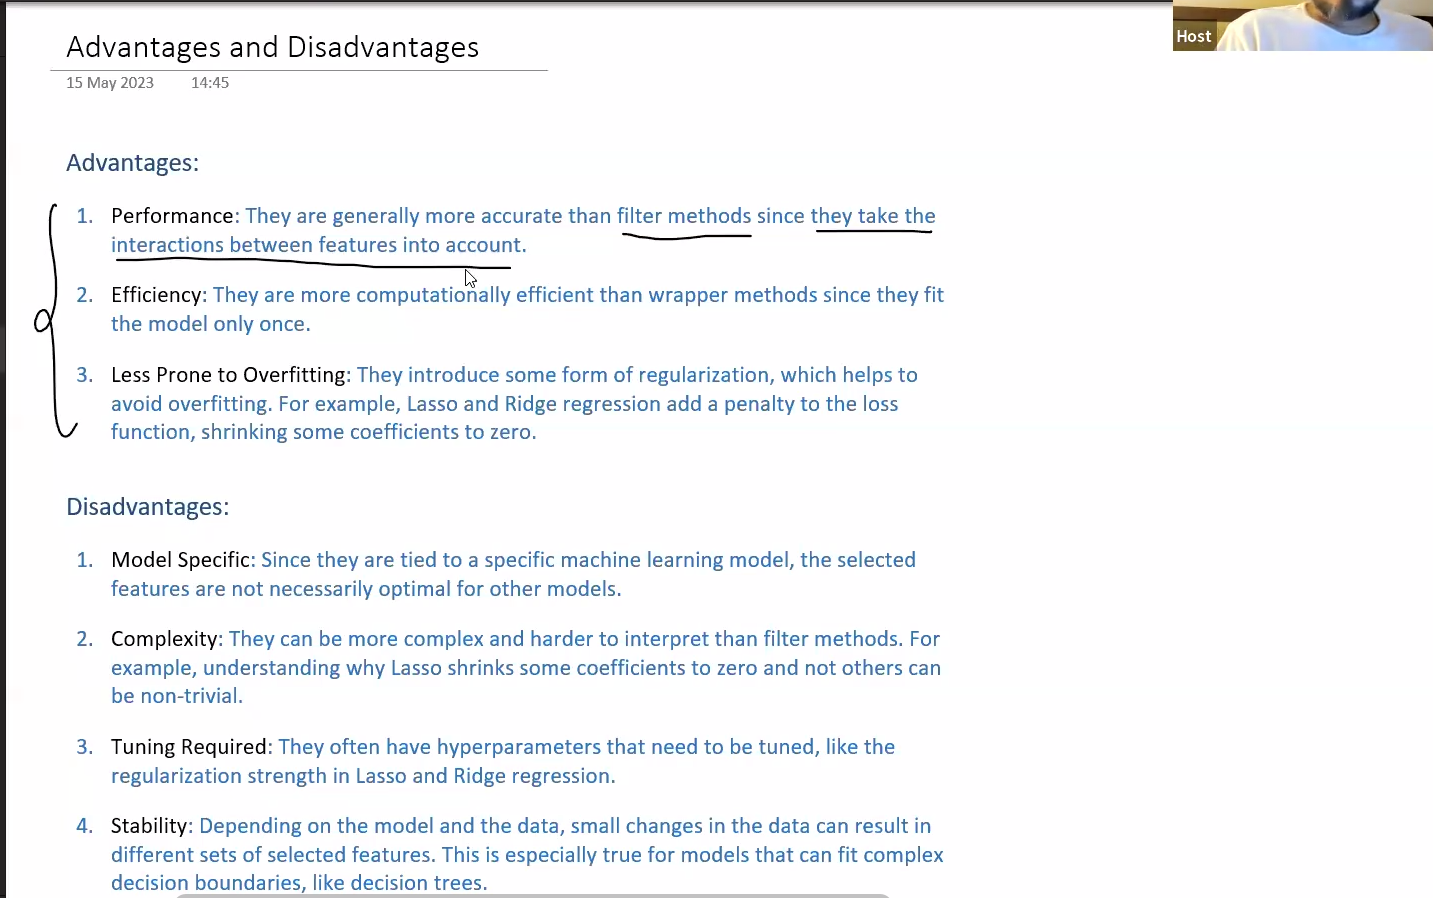 Host
Advantages and Disadvantages
15 May 2023 14:45
Advantages:
1. Performance: They are generally more accurate than filter methods since they take the
interactions between features into account.
2. Efficiency: They are more computationally efficient than wrapper methods since they fit
the model only once.
3. Less Prone to Overfitting: They introduce some form of regularization, which helps to
avoid overfitting. For example, Lasso and Ridge regression add a penalty to the loss
function, shrinking some coefficients to zero.
Disadvantages:
1. Model Specific: Since they are tied to a specific machine learning model, the selected
features are not necessarily optimal for other models.
2. Complexity: They can be more complex and harder to interpret than filter methods. For
example, understanding why Lasso shrinks some coefficients to zero and not others can
be non-trivial.
3. Tuning Required: They often have hyperparameters that need to be tuned, like the
regularization strength in Lasso and Ridge regression.
4. Stability: Depending on the model and the data, small changes in the data can result in
different sets of selected features. This is especially true for models that can fit complex
decision boundaries, like decision trees.